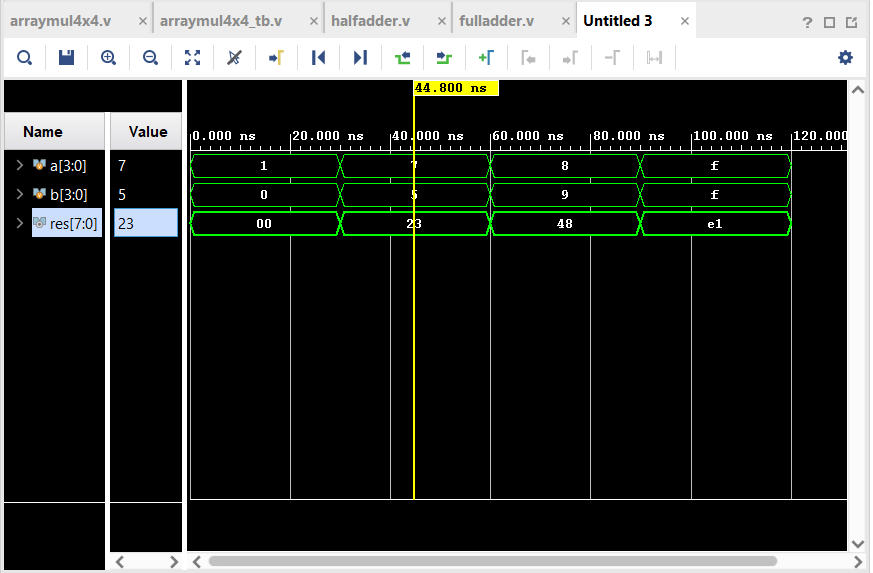 arraymul4x4.v × arraymul4x4_tb.v × halfadder.v × fulladder.v × Untitled 3 × ?
44.800 ns
Name Value 0.000 ns 20.000 ns 40.000 ns 60.000 ns 80.000 ns 100.000 ns 120.000
a[3:0] 7 1 7 8 f
b[3:0] 5 0 5 9 f
res[7:0] 23 00 23 48 e1